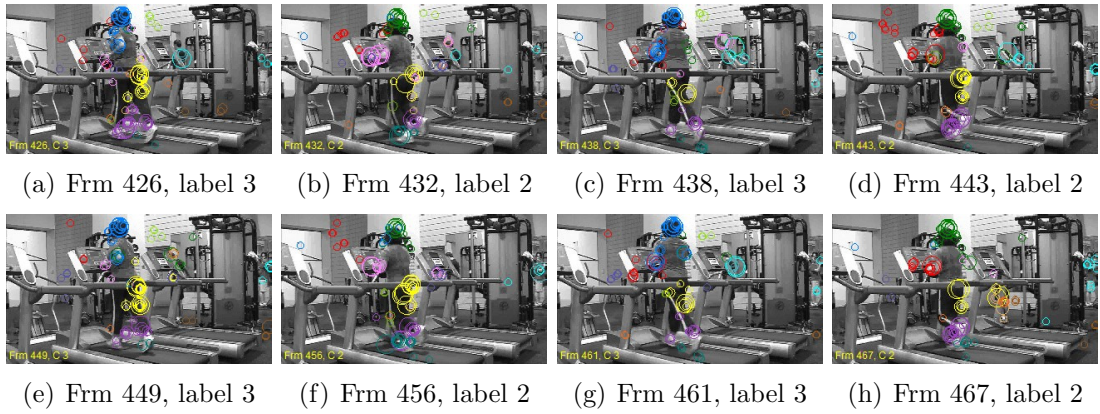 Frm 426, C 3
Frm 432, C 2
Frm 438, C 3
Frm 443, C 2
(a) Frm 426, label 3
(b) Frm 432, label 2
(c) Frm 438, label 3
(d) Frm 443, label 2
Frm 449, C 3
Frm 456, C 2
Frm 461, C 3
Frm 467, C 2
(e) Frm 449, label 3
(f) Frm 456, label 2
(g) Frm 461, label 3
(h) Frm 467, label 2